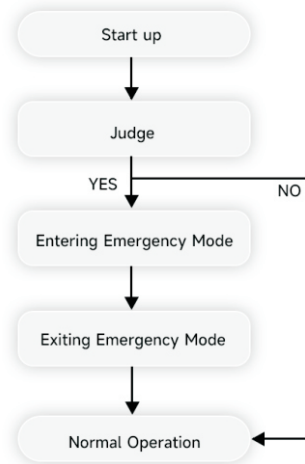 Start up
Judge
YES
NO
Entering Emergency Mode
Exiting Emergency Mode
Normal Operation